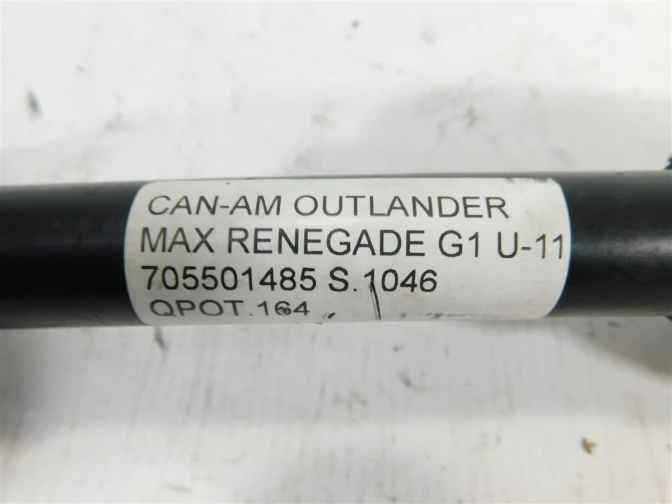 CAN-AM OUTLANDER
MAX RENEGADE G1 U-11
705501485 S.1046
QPOT.164